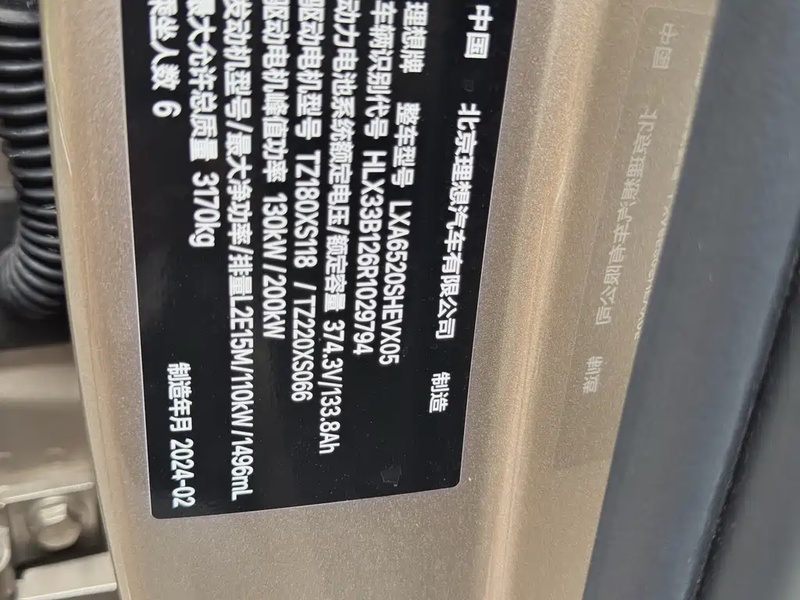 中国 北京理想汽车有限公司 制造
理想牌 整车型号 LXA6520SHEVX05
车辆识别代号 HLX33B126R1029794
动力电池系统额定电压/额定容量 374.3V/133.8Ah
驱动电机型号 TZ180XS118 /TZ220XS066
驱动电机峰值功率 130kW/200kW
发动机型号/最大净功率/排量L2E15M/110kW/1496mL
最大允许总质量 3170kg
乘坐人数 6 制造年月 2024-02